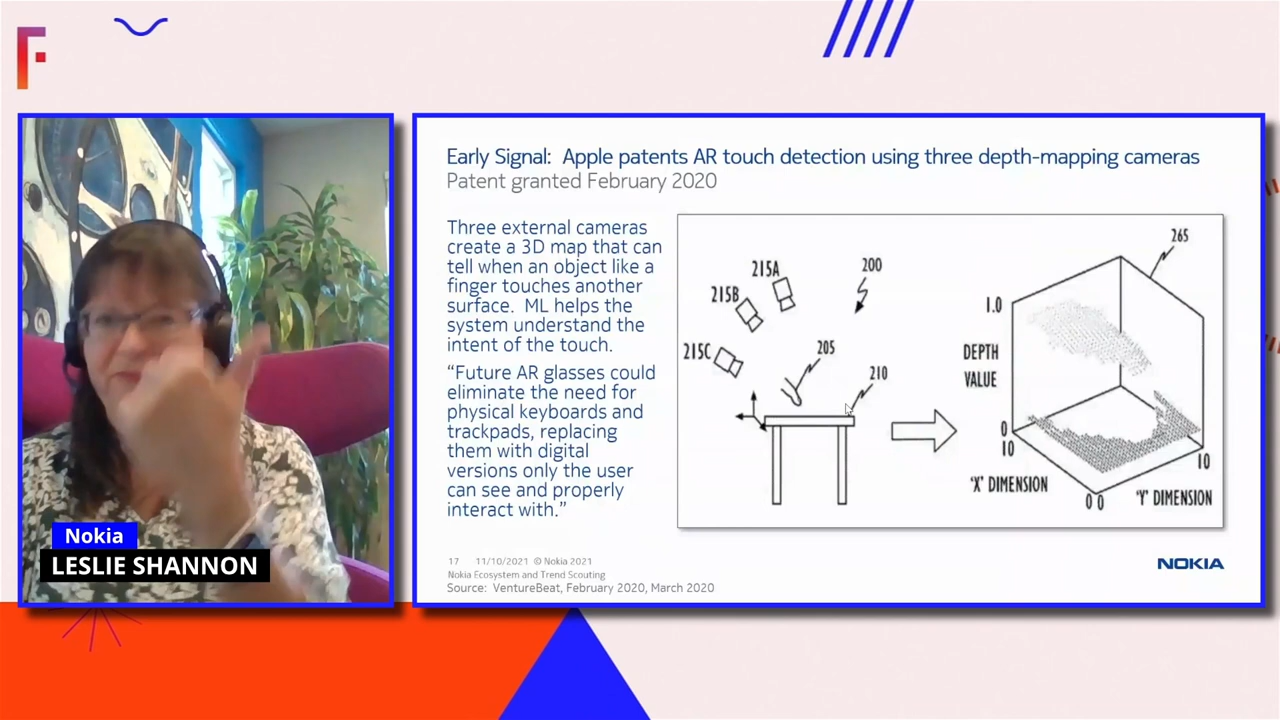 F
Nokia
LESLIE SHANNON
Early Signal: Apple patents AR touch detection using three depth-mapping cameras
Patent granted February 2020
Three external cameras
create a 3D map that can
tell when an object like a
finger touches another
surface. ML helps the
system understand the
intent of the touch.
“Future AR glasses could
eliminate the need for
physical keyboards and
trackpads, replacing
them with digital
versions only the user
can see and properly
interact with.”
215A
215B
215C
200
205
210
265
1.0
DEPTH
VALUE
0
10
'X' DIMENSION
0 0
10
'Y' DIMENSION
17 11/10/2021 © Nokia 2021
Nokia Ecosystem and Trend Scouting
Source: VentureBeat, February 2020, March 2020
NOKIA